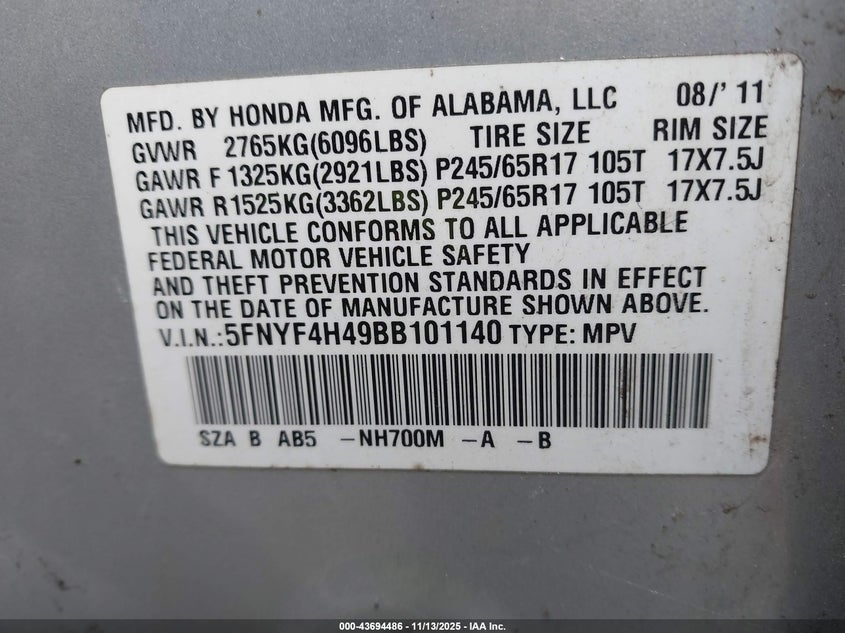 MFD. BY HONDA MFG. OF ALABAMA, LLC 08/'11
GVWR 2765KG(6096LBS) TIRE SIZE RIM SIZE
GAWR F 1325KG(2921LBS) P245/65R17 105T 17X7.5J
GAWR R1525KG(3362LBS) P245/65R17 105T 17X7.5J
THIS VEHICLE CONFORMS TO ALL APPLICABLE
FEDERAL MOTOR VEHICLE SAFETY
AND THEFT PREVENTION STANDARDS IN EFFECT
ON THE DATE OF MANUFACTURE SHOWN ABOVE.
V.I.N.:5FNYF4H49BB101140 TYPE: MPV
SZA B AB5 -NH700M -A -B
000-43694486 - 11/13/2025 - IAA Inc.